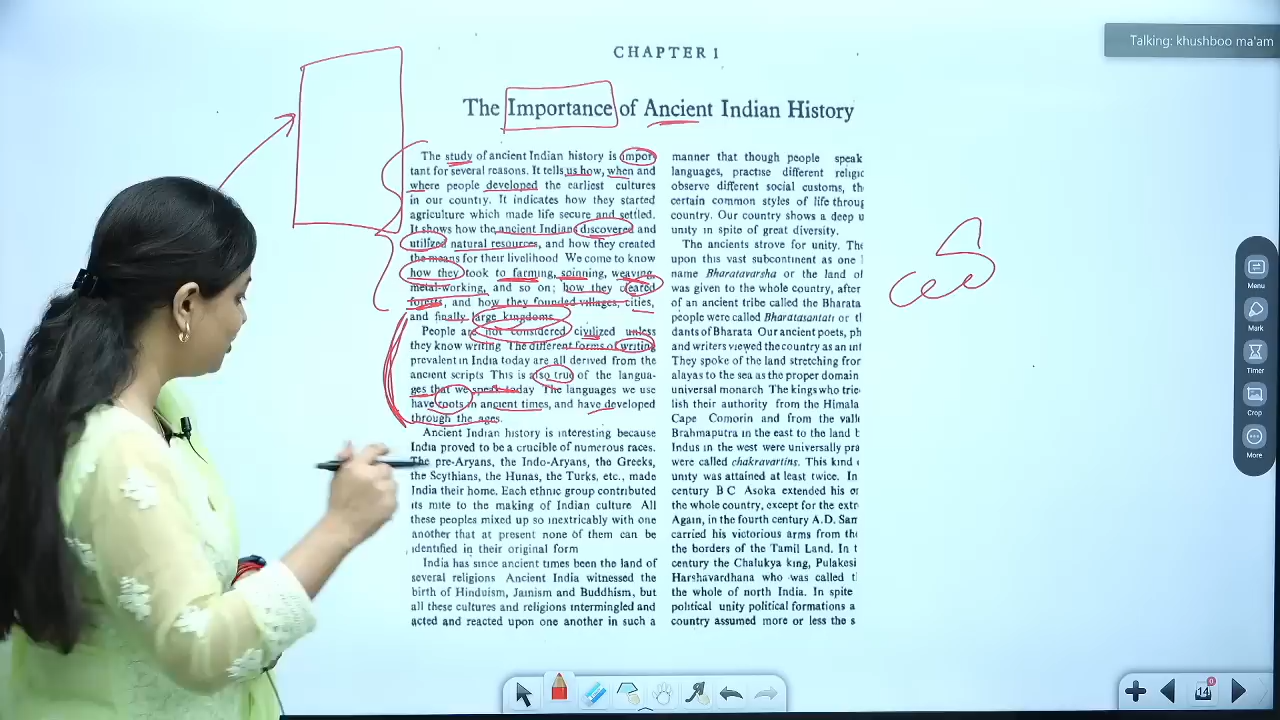 Talking: khushboo ma'am
CHAPTER 1
The Importance of Ancient Indian History
The study of ancient Indian history is impor-
tant for several reasons. It tells us how, when and
where people developed the earliest cultures
in our country. It indicates how they started
agriculture which made life secure and settled.
It shows how the ancient Indians discovered and
utilized natural resources, and how they created
the means for their livelihood We come to know
how they took to farming, spinning, weaving,
metal-working, and so on; how they cleared
forests, and how they founded villages, cities,
and finally large kingdoms.
People are not considered civilized unless
they know writing The different forms of writing
prevalent in India today are all derived from the
ancient scripts This is also true of the langua-
ges that we speak today The languages we use
have roots in ancient times, and have developed
through the ages.
Ancient Indian history is interesting because
India proved to be a crucible of numerous races.
The pre-Aryans, the Indo-Aryans, the Greeks,
the Scythians, the Hunas, the Turks, etc., made
India their home. Each ethnic group contributed
its mite to the making of Indian culture All
these peoples mixed up so inextricably with one
another that at present none of them can be
identified in their original form
India has since ancient times been the land of
several religions Ancient India witnessed the
birth of Hinduism, Jainism and Buddhism, but
all these cultures and religions intermingled and
acted and reacted upon one another in such a
manner that though people speak
languages, practise different religio
observe different social customs, th
certain common styles of life throug
country. Our country shows a deep u
unity in spite of great diversity.
The ancients strove for unity. The
upon this vast subcontinent as one l
name Bharatavarsha or the land of
was given to the whole country, after
of an ancient tribe called the Bharata
people were called Bharatasantati or th
dants of Bharata Our ancient poets, ph
and writers viewed the country as an int
They spoke of the land stretching from
alayas to the sea as the proper domain
universal monarch The kings who trie
lish their authority from the Himala
Cape Comorin and from the valle
Brahmaputra in the east to the land b
Indus in the west were universally pra
were called chakravartins. This kind o
unity was attained at least twice. In
century B C Asoka extended his
the whole country, except for the extr
Again, in the fourth century A.D. Sam
carried his victorious arms from the
the borders of the Tamil Land. In t
century the Chalukya king, Pulakesi
Harshavardhana who was called t
the whole of north India. In spite
political unity political formations a
country assumed more or less the s
Menu
Mark
Timer
Crop
More
14
0